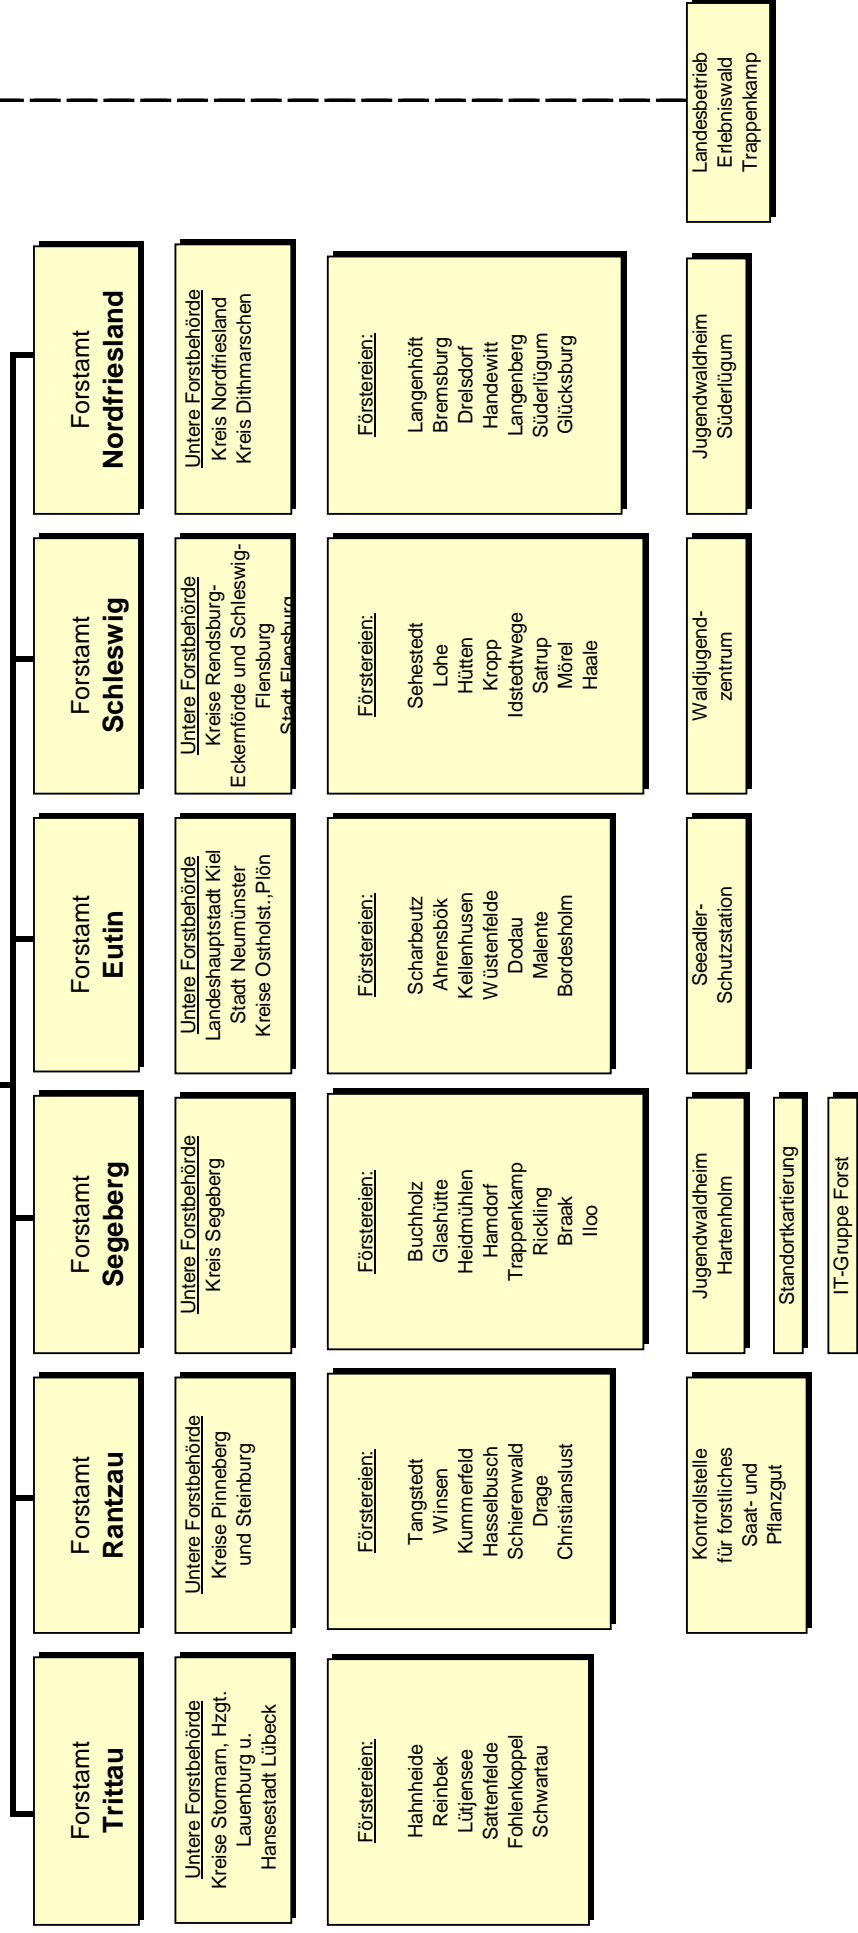 Forstamt
Trittau
Untere Forstbehörde
Kreise Stormarn, Hzgt.
Lauenburg u.
Hansestadt Lübeck
Förstereien:
Hahnheide
Reinbek
Lütjensee
Sattenfelde
Fohlenkoppel
Schwartau
Forstamt
Rantzau
Untere Forstbehörde
Kreise Pinneberg
und Steinburg
Förstereien:
Tangstedt
Winsen
Kummerfeld
Hasselbusch
Schierenwald
Drage
Christianslust
Kontrollstelle
für forstliches
Saat- und
Pflanzgut
Forstamt
Segeberg
Untere Forstbehörde
Kreis Segeberg
Förstereien:
Buchholz
Glashütte
Heidmühlen
Hamdorf
Trappenkamp
Rickling
Braak
Iloo
Jugendwaldheim
Hartenholm
Standortkartierung
IT-Gruppe Forst
Forstamt
Eutin
Untere Forstbehörde
Landeshauptstadt Kiel
Stadt Neumünster
Kreise Ostholst.,Plön
Förstereien:
Scharbeutz
Ahrensbök
Kellenhusen
Wüstenfelde
Dodau
Malente
Bordesholm
Seeadler-
Schutzstation
Forstamt
Schleswig
Untere Forstbehörde
Kreise Rendsburg-
Eckernförde und Schleswig-
Flensburg
Stadt Flensburg
Förstereien:
Sehestedt
Lohe
Hütten
Kropp
Idstedtwege
Satrup
Mörel
Haale
Waldjugend-
zentrum
Forstamt
Nordfriesland
Untere Forstbehörde
Kreis Nordfriesland
Kreis Dithmarschen
Förstereien:
Langenhöft
Bremsburg
Drelsdorf
Handewitt
Langenberg
Süderlügum
Glücksburg
Jugendwaldheim
Süderlügum
Landesbetrieb
Erlebniswald
Trappenkamp